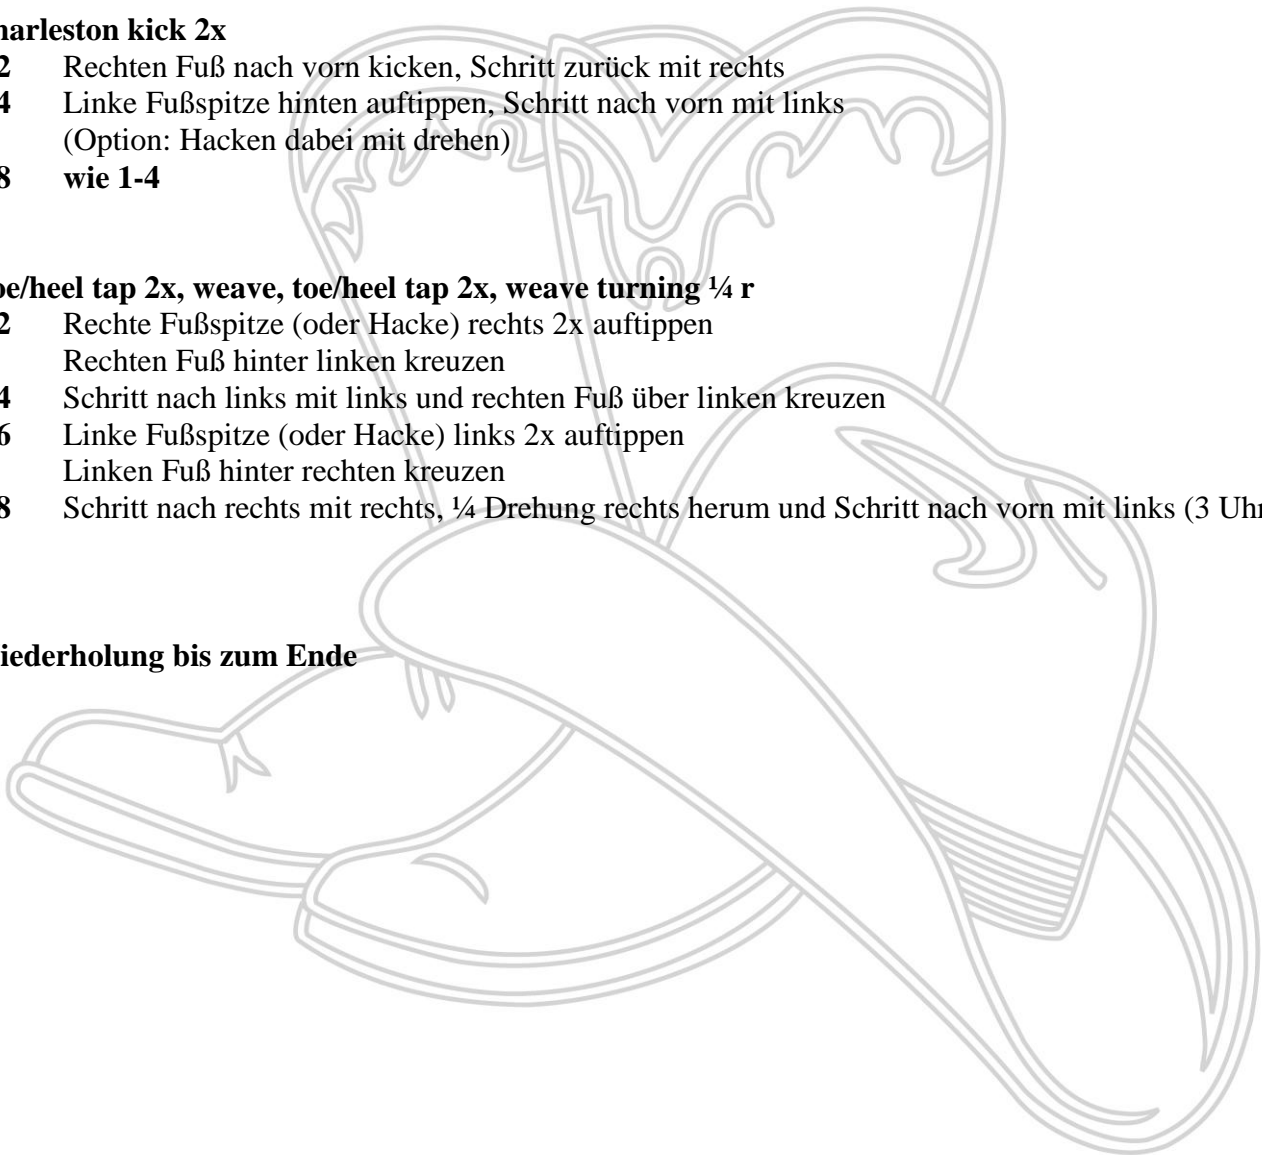 harleston kick 2x
2 Rechten Fuß nach vorn kicken, Schritt zurück mit rechts
4 Linke Fußspitze hinten auftippen, Schritt nach vorn mit links
(Option: Hacken dabei mit drehen)
8 wie 1-4
oe/heel tap 2x, weave, toe/heel tap 2x, weave turning ¼ r
2 Rechte Fußspitze (oder Hacke) rechts 2x auftippen
Rechten Fuß hinter linken kreuzen
4 Schritt nach links mit links und rechten Fuß über linken kreuzen
6 Linke Fußspitze (oder Hacke) links 2x auftippen
Linken Fuß hinter rechten kreuzen
8 Schritt nach rechts mit rechts, ¼ Drehung rechts herum und Schritt nach vorn mit links (3 Uhr
iederholung bis zum Ende